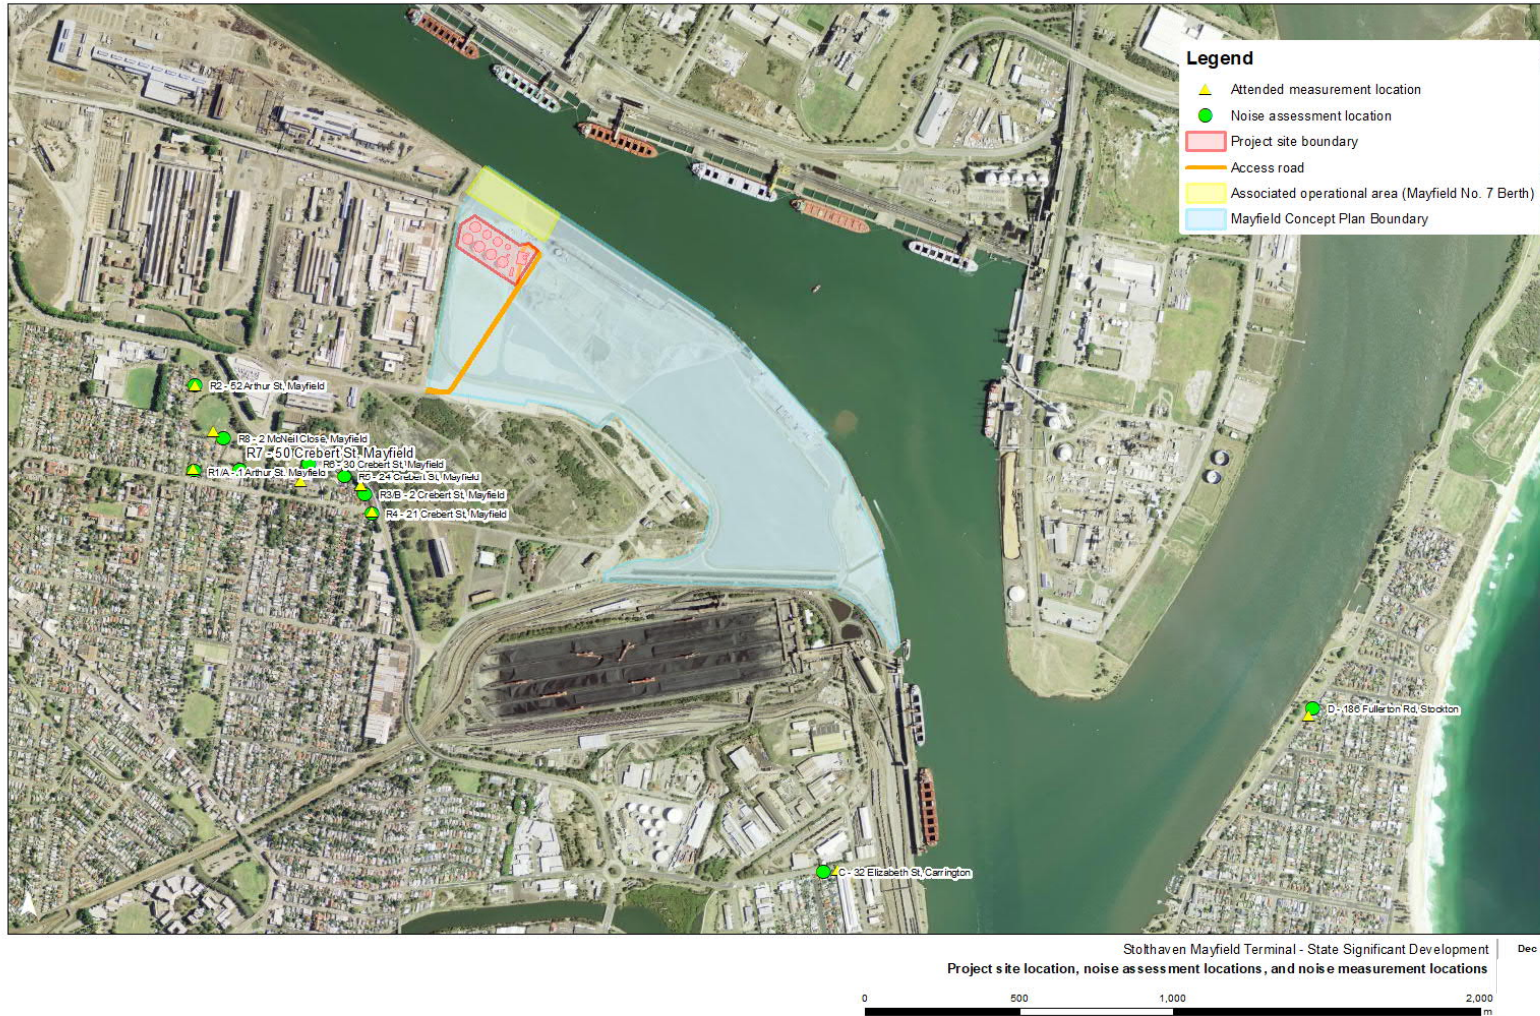 Legend
Attended measurement location
Noise assessment location
Project site boundary
Access road
Associated operational area (Mayfield No. 7 Berth)
Mayfield Concept Plan Boundary
R2 - 52 Arthur St, Mayfield
R8 - 2 McNeil Close, Mayfield
R7 - 50 Crebert St, Mayfield
R6 - 30 Crebert St, Mayfield
R1/A - 1 Arthur St. Mayfield
R5 - 24 Crebert St, Mayfield
R3/B - 2 Crebert St, Mayfield
R4 - 21 Crebert St, Mayfield
D - 186 Fullerton Rd, Stockton
C - 32 Elizabeth St, Carrington
Stolthaven Mayfield Terminal - State Significant Development
Dec
Project site location, noise assessment locations, and noise measurement locations
0 500 1,000 2,000
m